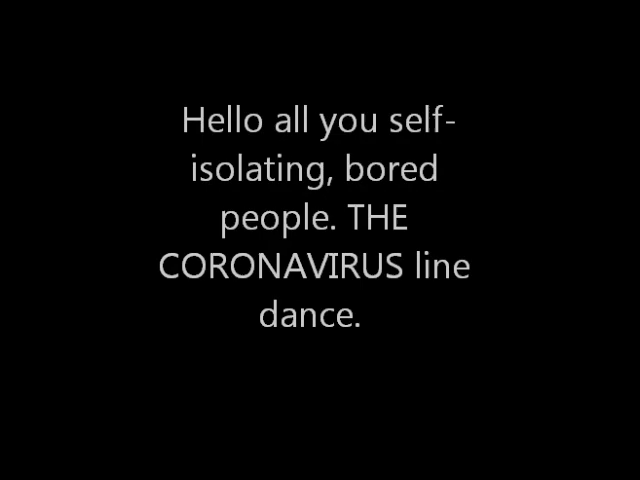 Hello all you self-
isolating, bored
people. THE
CORONAVIRUS line
dance.